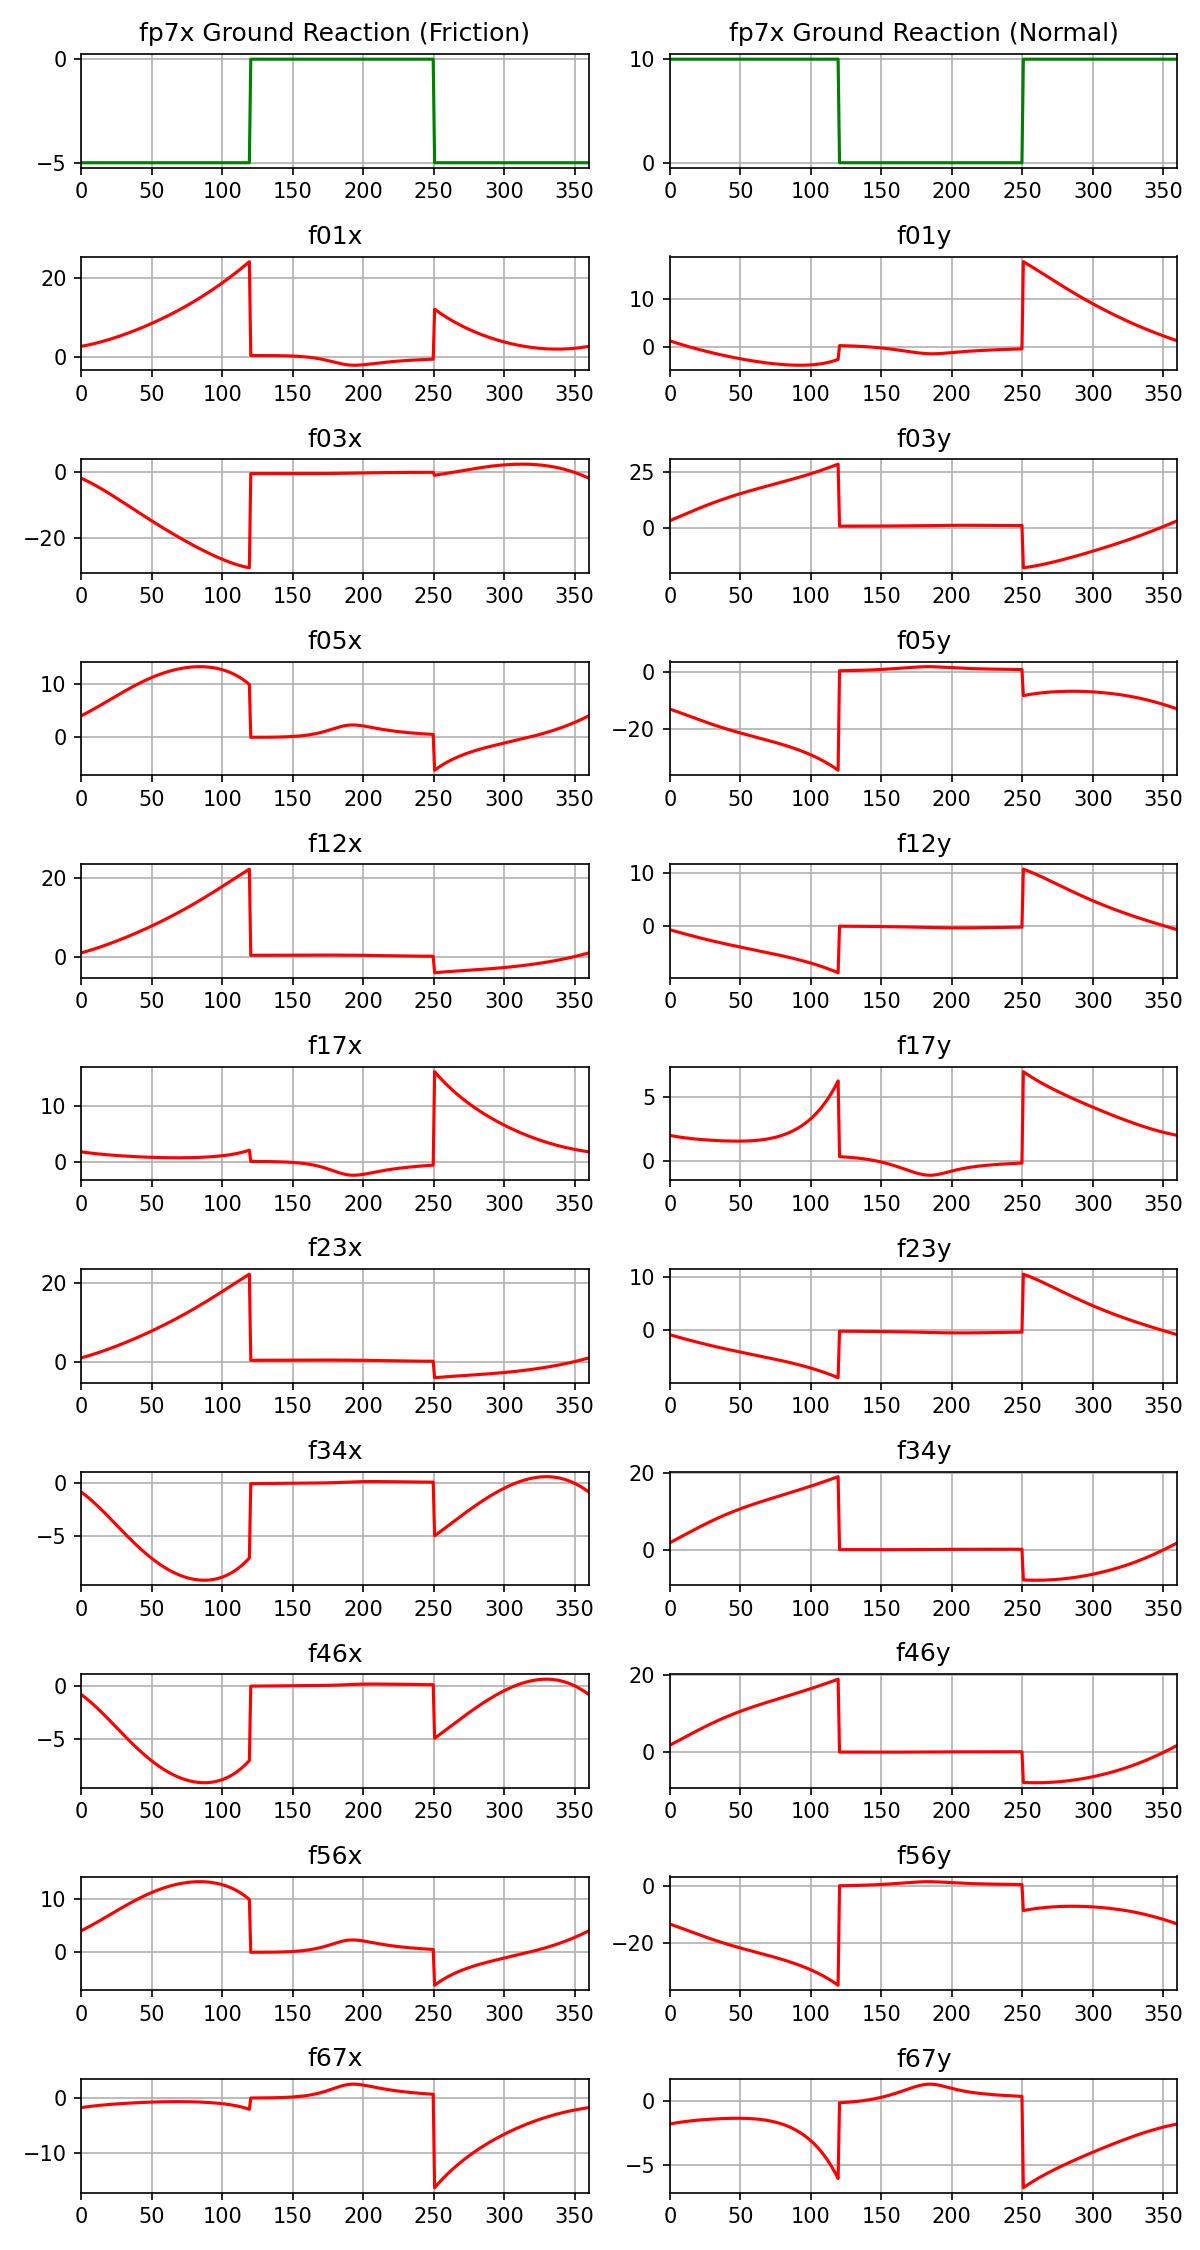 fp7x Ground Reaction (Friction) fp7x Ground Reaction (Normal)
0 10
−5 0
0 50 100 150 200 250 300 350 0 50 100 150 200 250 300 350
f01x f01y
20 10
0 0
0 50 100 150 200 250 300 350 0 50 100 150 200 250 300 350
f03x f03y
0 25
−20 0
0 50 100 150 200 250 300 350 0 50 100 150 200 250 300 350
f05x f05y
10 0
0 −20
0 50 100 150 200 250 300 350 0 50 100 150 200 250 300 350
f12x f12y
20 10
0 0
0 50 100 150 200 250 300 350 0 50 100 150 200 250 300 350
f17x f17y
10 5
0 0
0 50 100 150 200 250 300 350 0 50 100 150 200 250 300 350
f23x f23y
20 10
0 0
0 50 100 150 200 250 300 350 0 50 100 150 200 250 300 350
f34x f34y
0 20
−5 0
0 50 100 150 200 250 300 350 0 50 100 150 200 250 300 350
f46x f46y
0 20
−5 0
0 50 100 150 200 250 300 350 0 50 100 150 200 250 300 350
f56x f56y
10 0
0 −20
0 50 100 150 200 250 300 350 0 50 100 150 200 250 300 350
f67x f67y
0 0
−10 −5
0 50 100 150 200 250 300 350 0 50 100 150 200 250 300 350